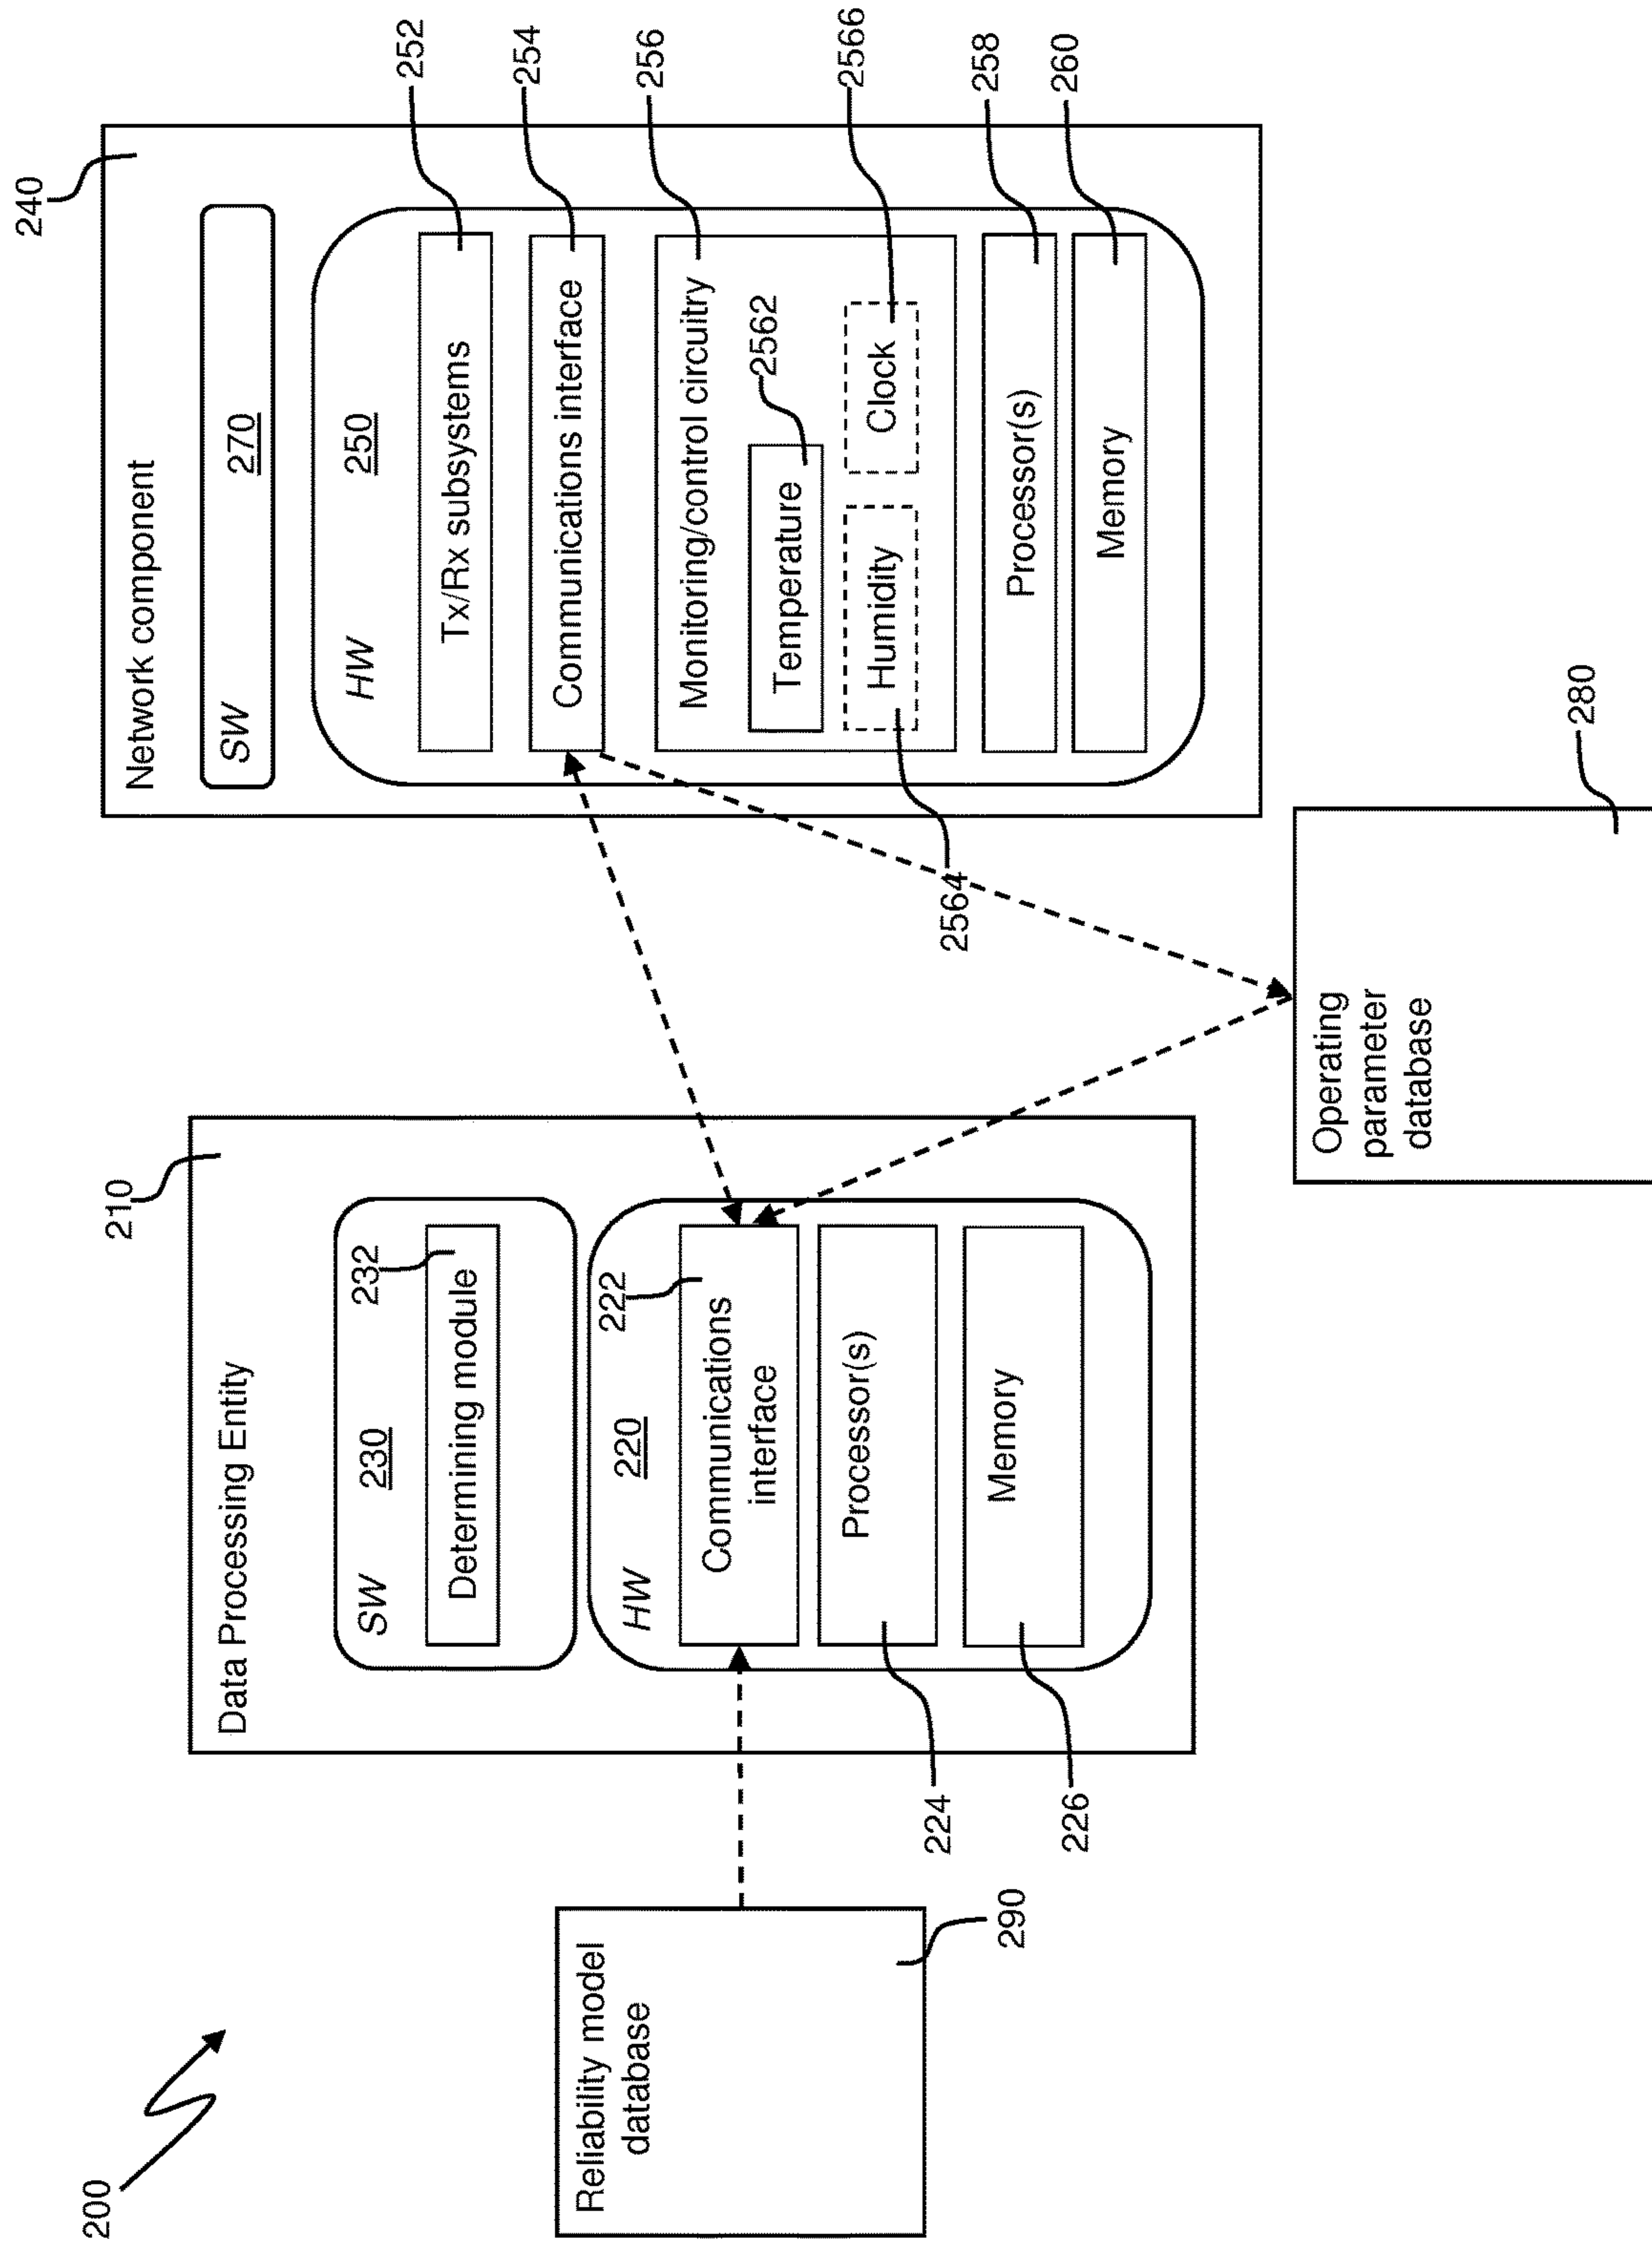 200
Reliability model
database
290
210
Data Processing Entity
SW
230
232
Determining module
HW
220
222
Communications
interface
Processor(s)
Memory
224
226
240
Network component
SW
270
HW
250
Tx/Rx subsystems
252
Communications interface
254
Monitoring/control circuitry
256
Temperature
2562
Humidity
2564
Clock
2566
Processor(s)
258
Memory
260
Operating
parameter
database
280